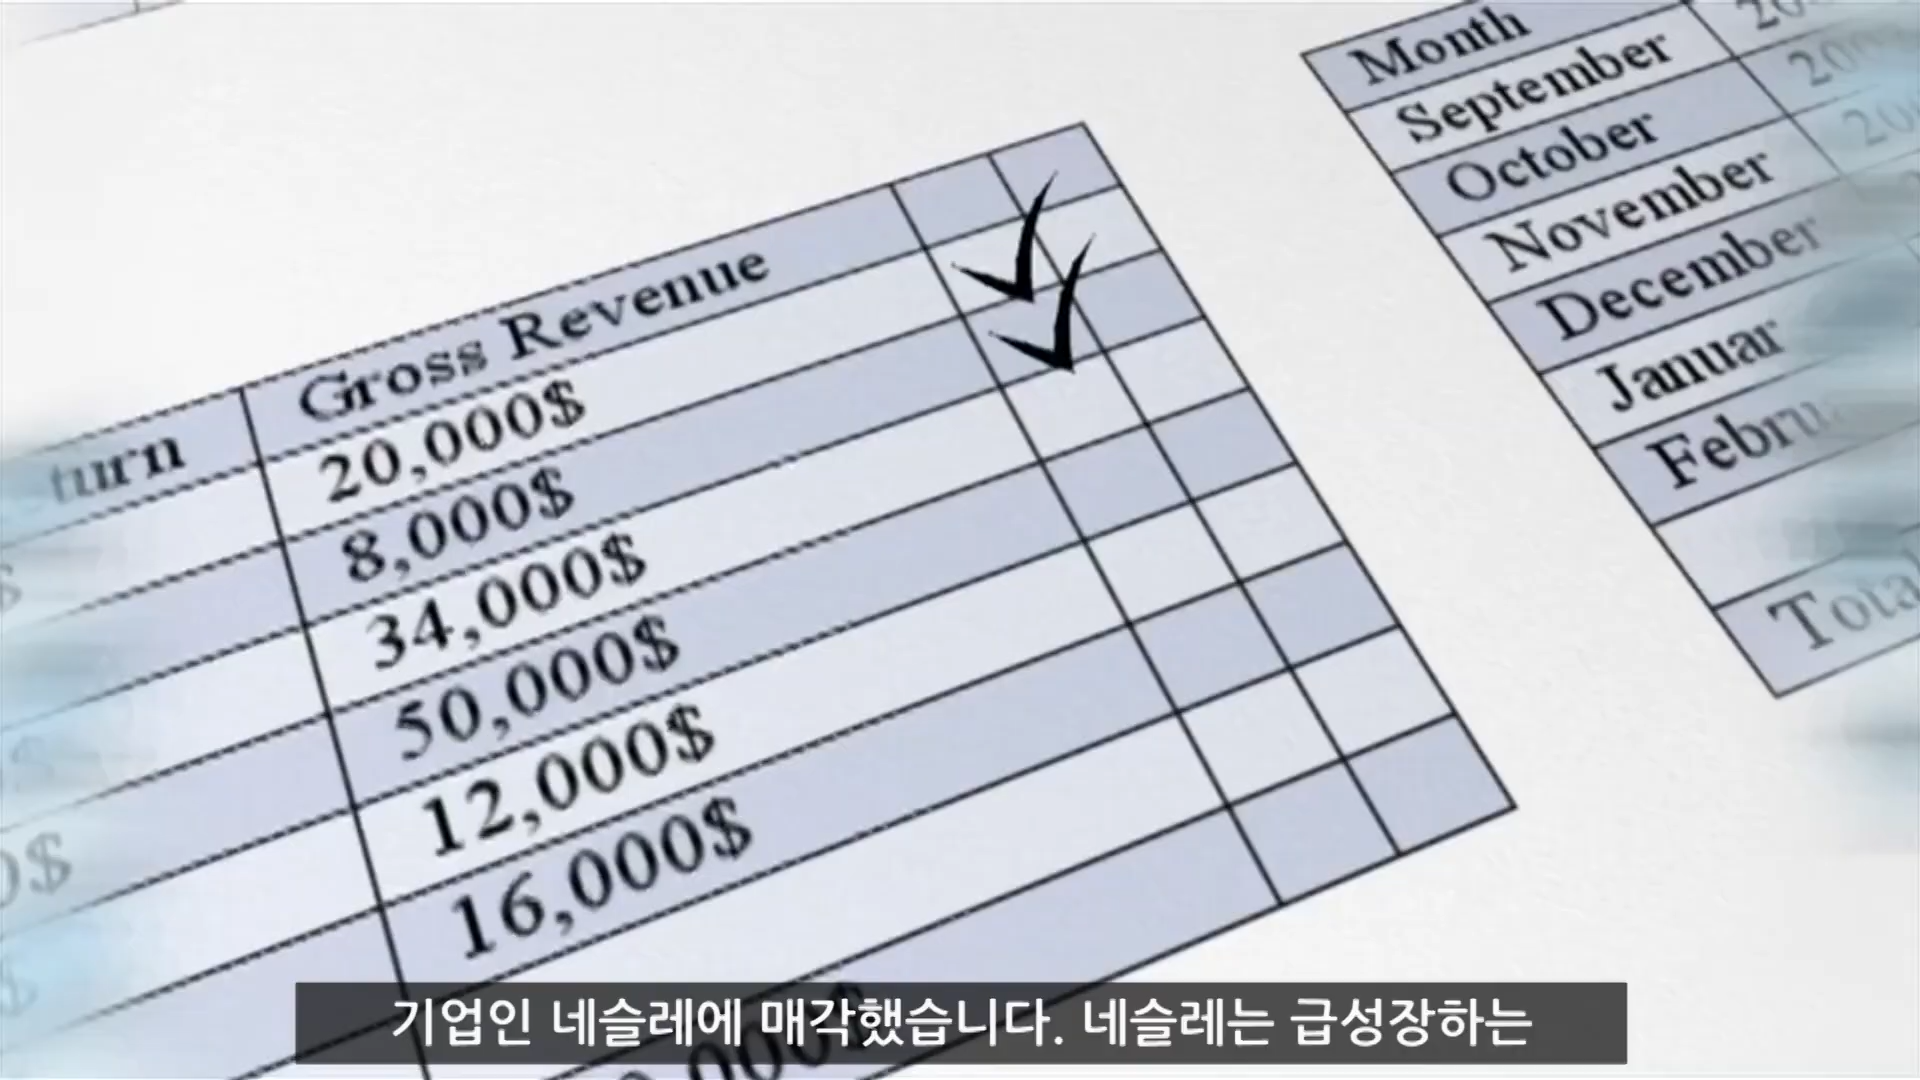 Gross Revenue
20,000$
8,000$
34,000$
50,000$
12,000$
16,000$
Month
September
October
November
December
Januar
기업인 네슬레에 매각했습니다. 네슬레는 급성장하는